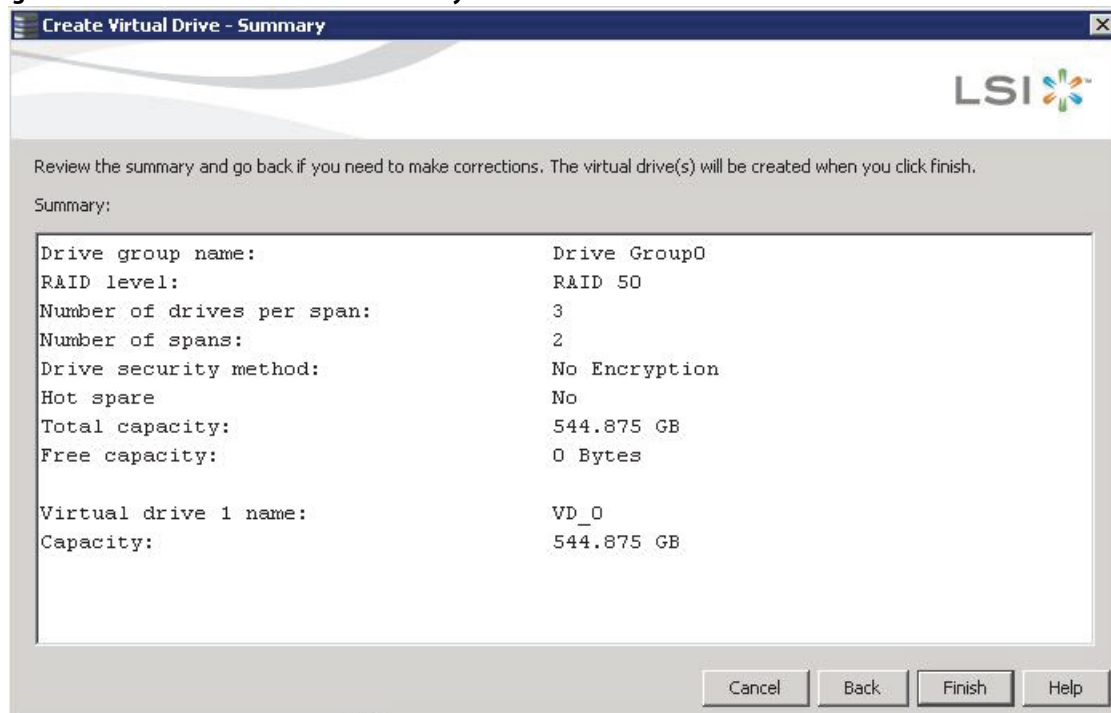 Create Virtual Drive - Summary
LSI
Review the summary and go back if you need to make corrections. The virtual drive(s) will be created when you click finish.
Summary:
Drive group name: Drive Group0
RAID level: RAID 50
Number of drives per span: 3
Number of spans: 2
Drive security method: No Encryption
Hot spare No
Total capacity: 544.875 GB
Free capacity: 0 Bytes
Virtual drive 1 name: VD_0
Capacity: 544.875 GB
Cancel Back Finish Help